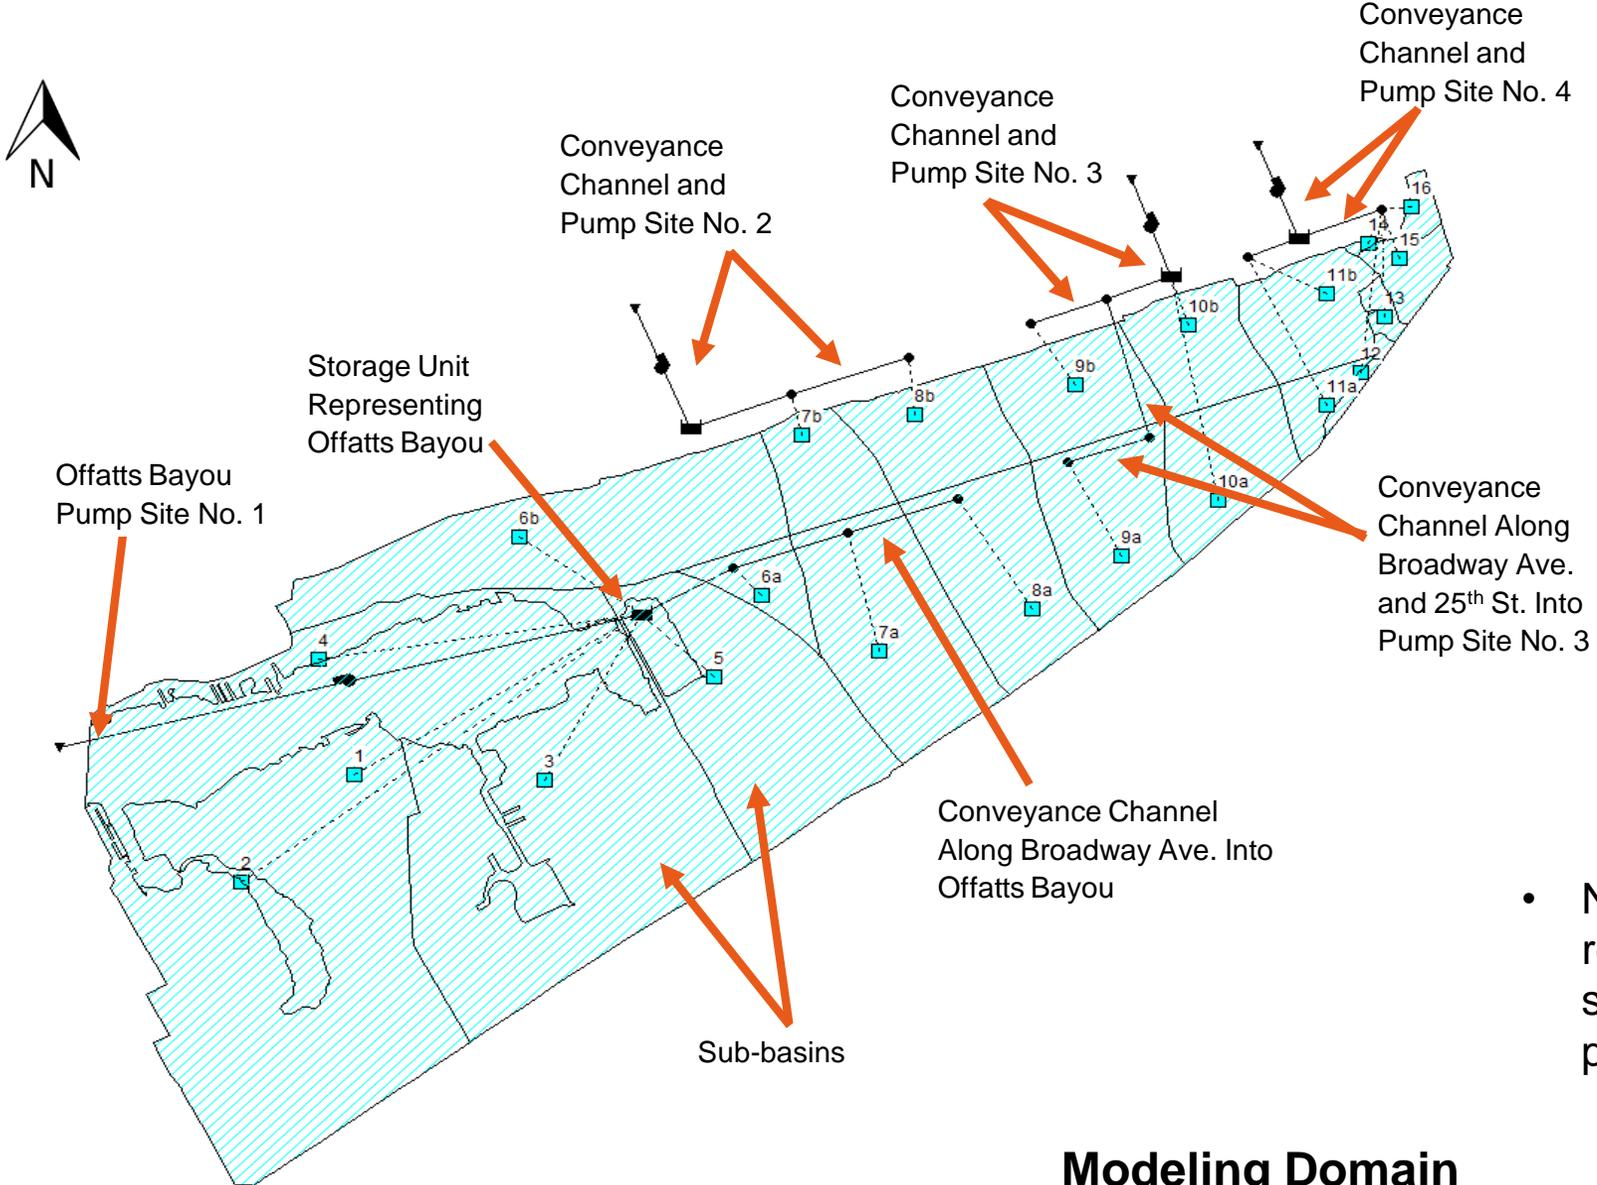 Conveyance
Channel and
Pump Site No. 4
Conveyance
Channel and
Pump Site No. 3
Conveyance
Channel and
Pump Site No. 2
N
16
14
15
11b
13
10b
12
9b
11a
8b
7b
Storage Unit
Representing
Offatts Bayou
Offatts Bayou
Pump Site No. 1
10a
Conveyance
Channel Along
Broadway Ave.
and 25th St. Into
Pump Site No. 3
6b
9a
6a
8a
7a
4
5
1
3
2
Conveyance Channel
Along Broadway Ave. Into
Offatts Bayou
Sub-basins
•
Modeling Domain